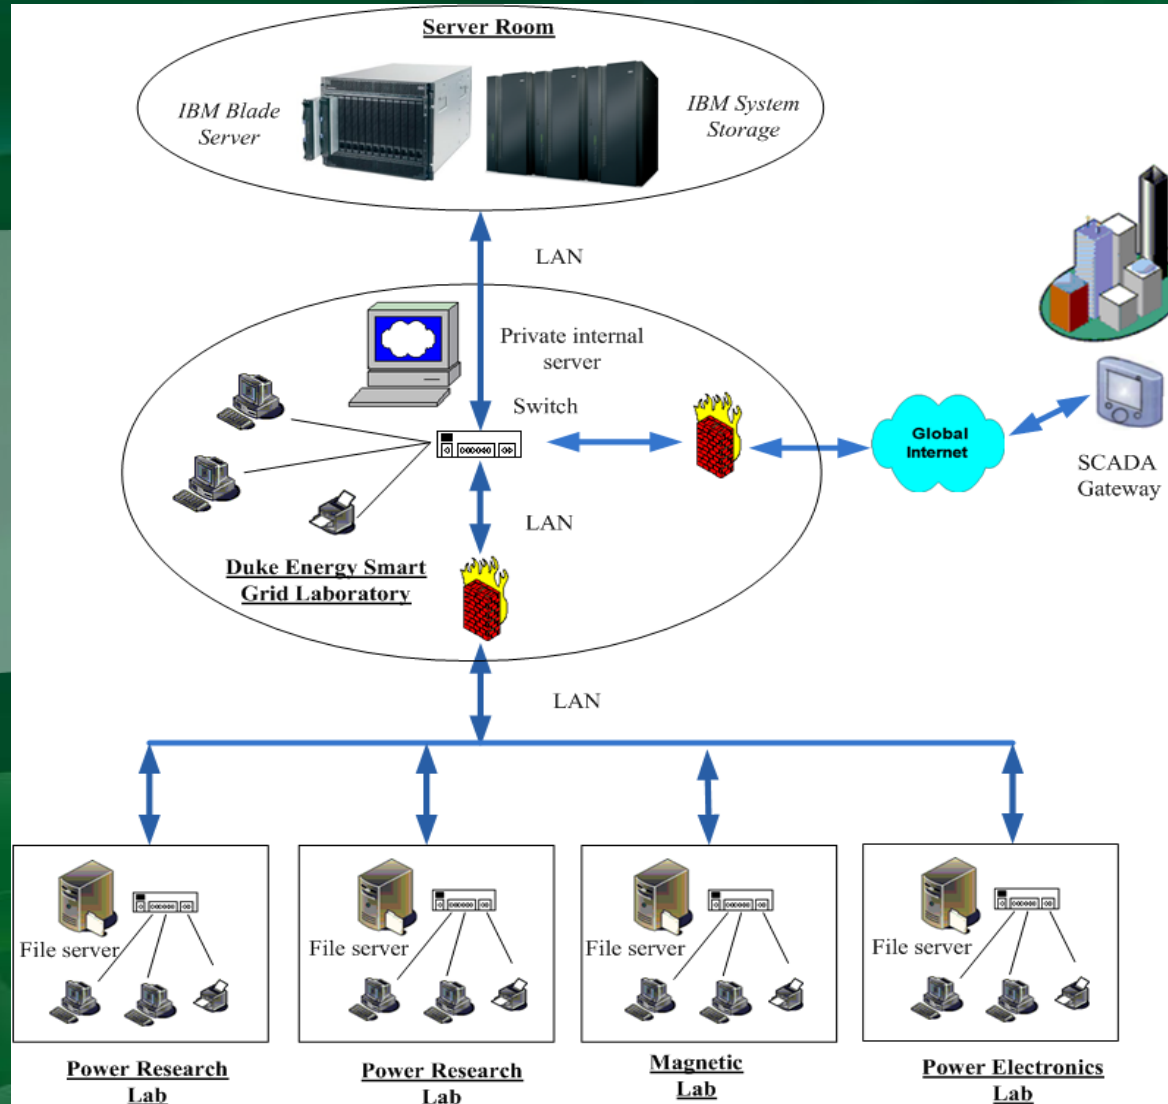 Server Room
IBM Blade
Server
IBM System
Storage
LAN
Private internal
server
Switch
Global
Internet
SCADA
Gateway
LAN
Duke Energy Smart
Grid Laboratory
LAN
File server
File server
File server
File server
Power Research
Lab
Power Research
Lab
Magnetic
Lab
Power Electronics
Lab